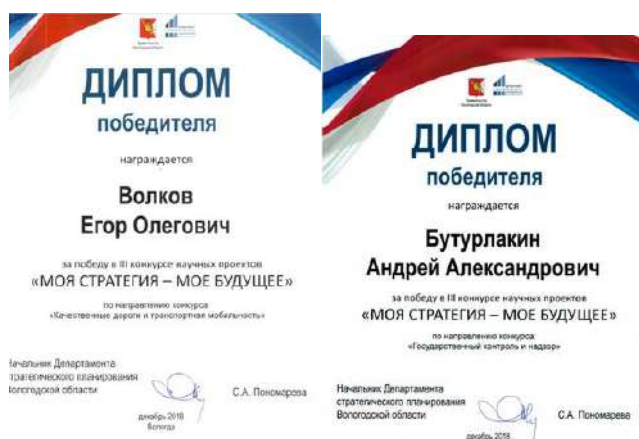 ДИПЛОМ
победителя
награждается
Волков
Егор Олегович
за победу в III конкурсе научных проектов
«МОЯ СТРАТЕГИЯ – МОЕ БУДУЩЕЕ»
по направлению конкурса
«Качественные дороги и транспортная мобильность»
Начальник Департамента
стратегического планирования
Вологодской области
С.А. Пономарева
декабрь 2018
Вологда
ДИПЛОМ
победителя
награждается
Бутурлакин
Андрей Александрович
за победу в III конкурсе научных проектов
«МОЯ СТРАТЕГИЯ – МОЕ БУДУЩЕЕ»
по направлению конкурса
«Государственный контроль и надзор»
Начальник Департамента
стратегического планирования
Вологодской области
С.А. Пономарева
декабрь 2018